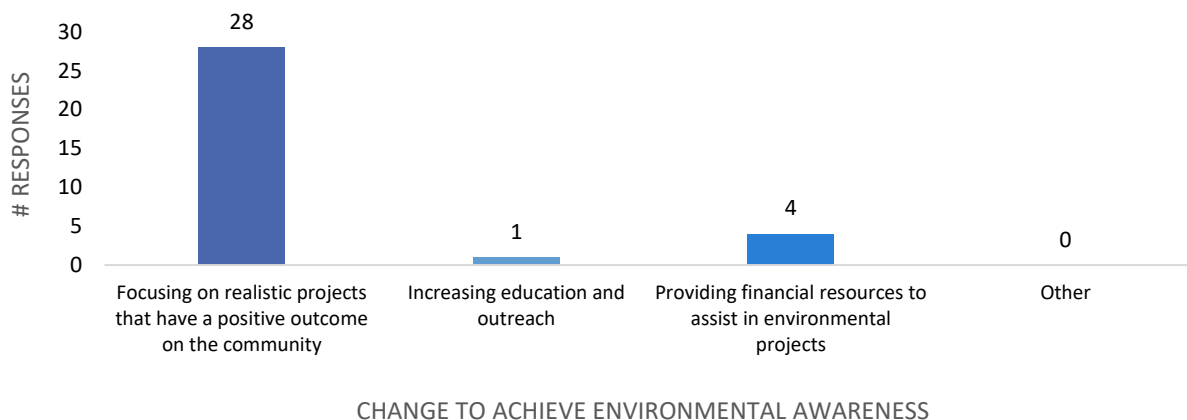 28
30
25
20
15
10
5
0
# RESPONSES
1
4
0
Focusing on realistic projects
that have a positive outcome
on the community
Increasing education and
outreach
Providing financial resources to
assist in environmental
projects
Other
CHANGE TO ACHIEVE ENVIRONMENTAL AWARENESS